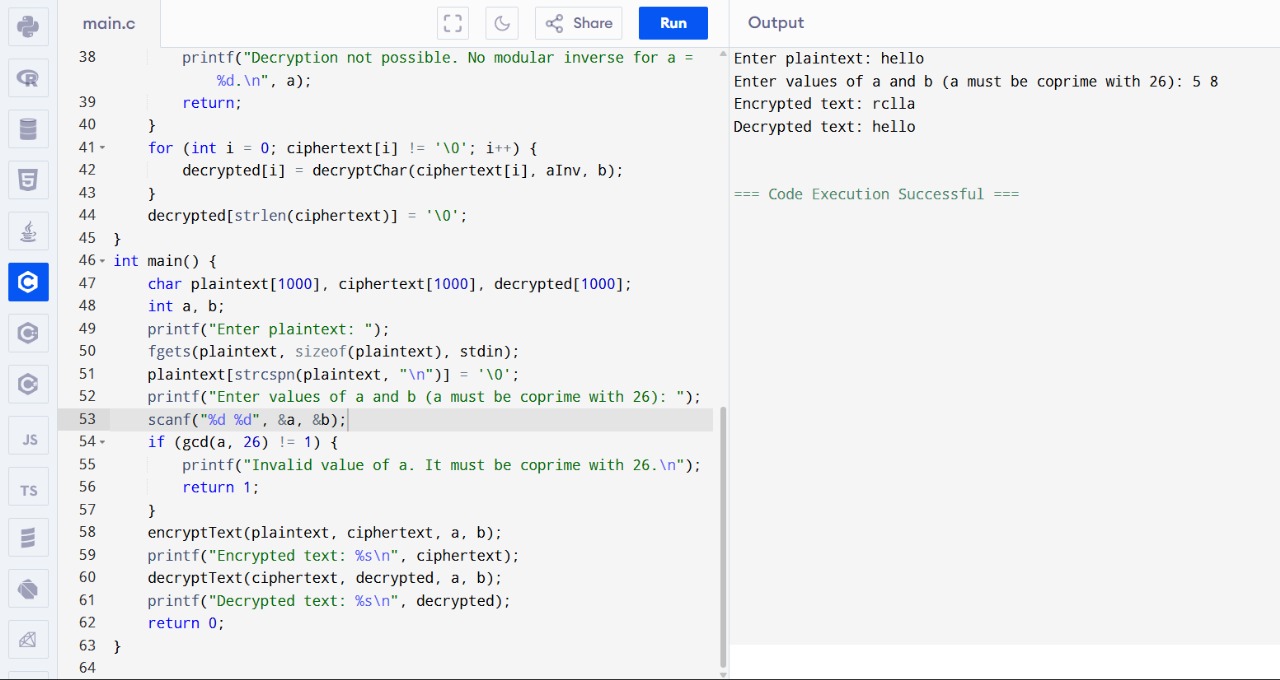 main.c
Share
Run
Output
38 printf("Decryption not possible. No modular inverse for a =
%d.\n", a);
39 return;
40 }
41 for (int i = 0; ciphertext[i] != '\0'; i++) {
42 decrypted[i] = decryptChar(ciphertext[i], aInv, b);
43 }
44 decrypted[strlen(ciphertext)] = '\0';
45 }
46 int main() {
47 char plaintext[1000], ciphertext[1000], decrypted[1000];
48 int a, b;
49 printf("Enter plaintext: ");
50 fgets(plaintext, sizeof(plaintext), stdin);
51 plaintext[strcspn(plaintext, "\n")] = '\0';
52 printf("Enter values of a and b (a must be coprime with 26): ");
53 scanf("%d %d", &a, &b);
54 if (gcd(a, 26) != 1) {
55 printf("Invalid value of a. It must be coprime with 26.\n");
56 return 1;
57 }
58 encryptText(plaintext, ciphertext, a, b);
59 printf("Encrypted text: %s\n", ciphertext);
60 decryptText(ciphertext, decrypted, a, b);
61 printf("Decrypted text: %s\n", decrypted);
62 return 0;
63 }
64
Enter plaintext: hello
Enter values of a and b (a must be coprime with 26): 5 8
Encrypted text: rclla
Decrypted text: hello
=== Code Execution Successful ===
R
5
C
C
C
JS
TS